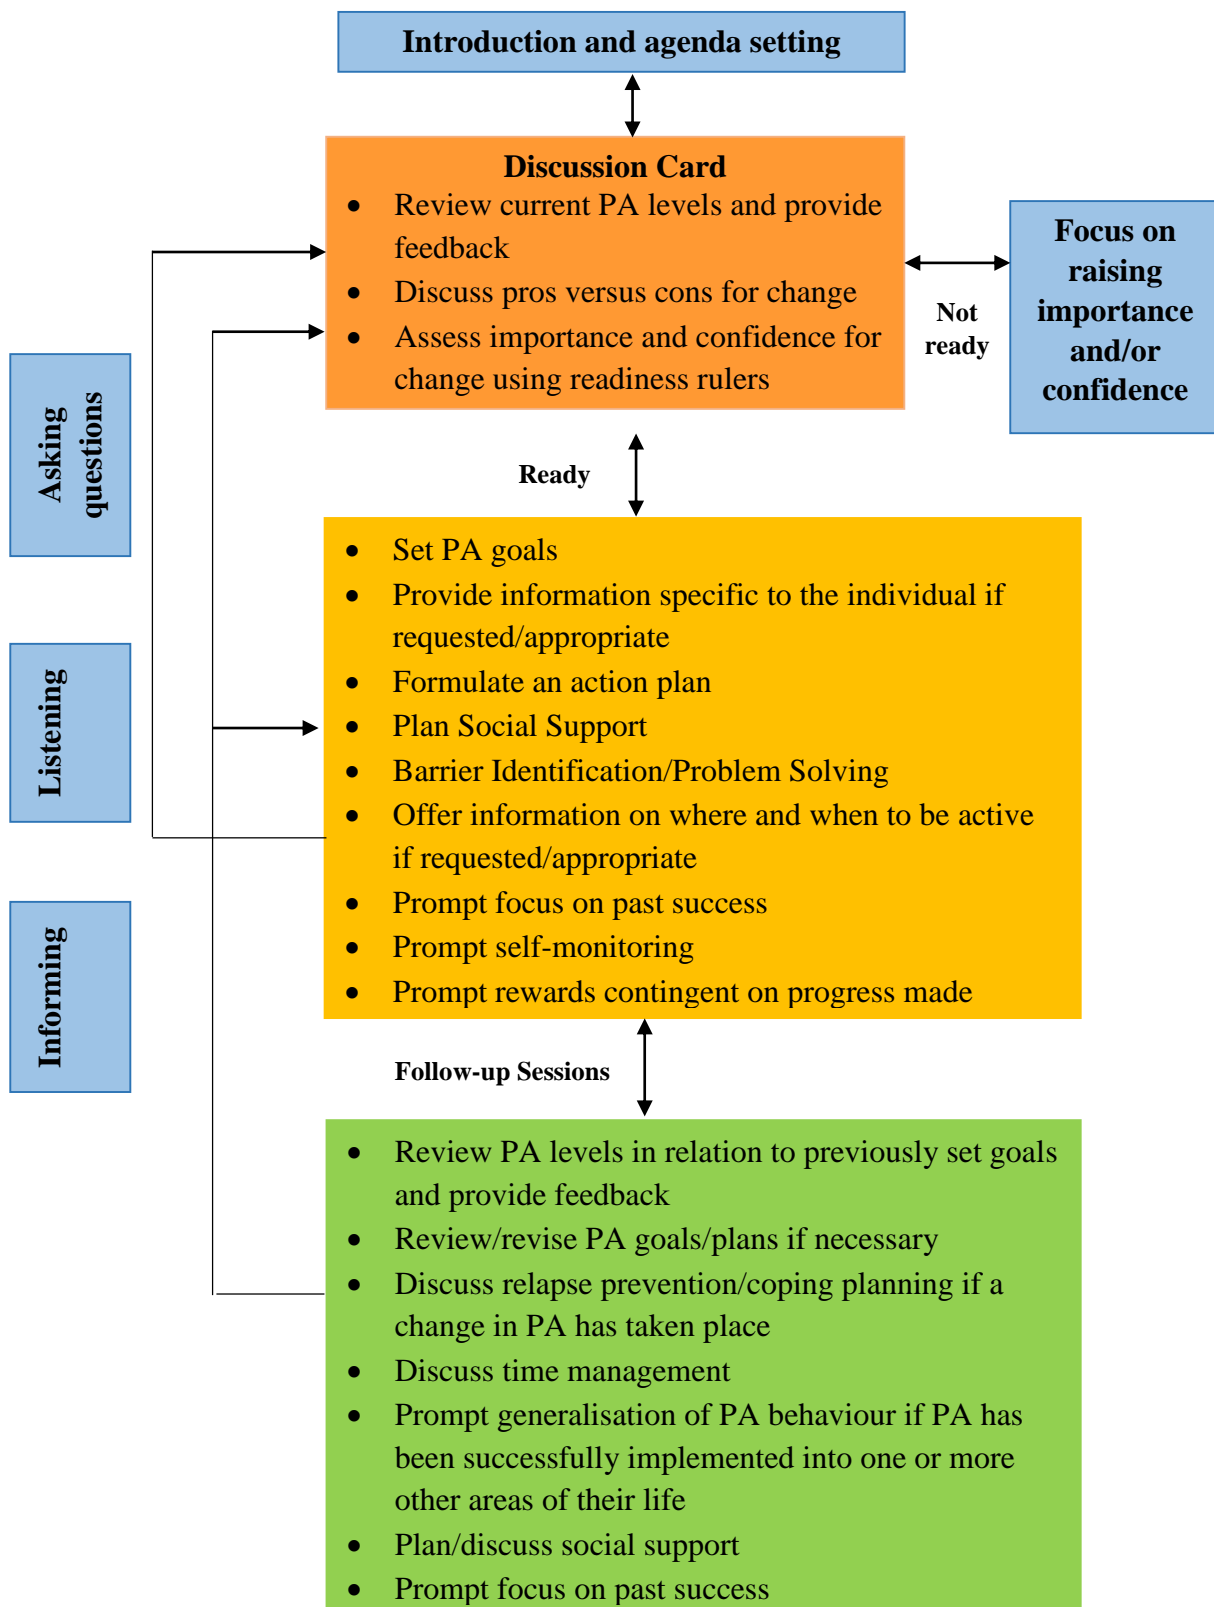 Introduction and agenda setting
Discussion Card
• Review current PA levels and provide
feedback
• Discuss pros versus cons for change
• Assess importance and confidence for
change using readiness rulers
Not
ready
Focus on
raising
importance
and/or
confidence
Asking
questions
Ready
• Set PA goals
• Provide information specific to the individual if
requested/appropriate
• Formulate an action plan
• Plan Social Support
• Barrier Identification/Problem Solving
• Offer information on where and when to be active
if requested/appropriate
• Prompt focus on past success
• Prompt self-monitoring
• Prompt rewards contingent on progress made
Listening
Informing
Follow-up Sessions
• Review PA levels in relation to previously set goals
and provide feedback
• Review/revise PA goals/plans if necessary
• Discuss relapse prevention/coping planning if a
change in PA has taken place
• Discuss time management
• Prompt generalisation of PA behaviour if PA has
been successfully implemented into one or more
other areas of their life
• Plan/discuss social support
• Prompt focus on past success